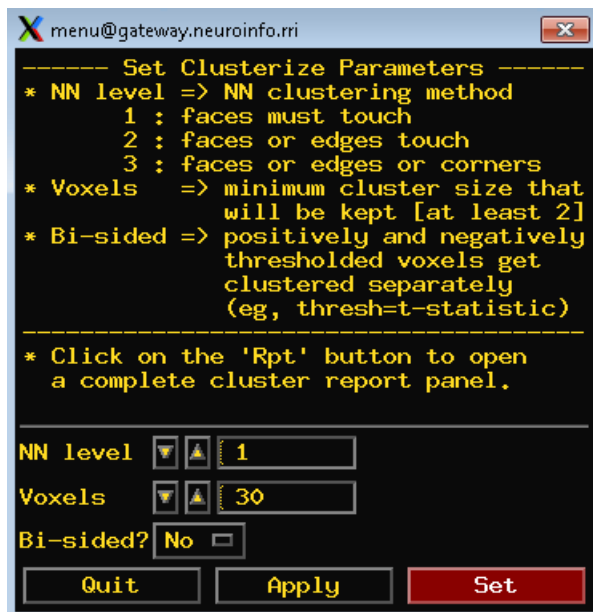 menu@gateway.neuroinfo.rri
------ Set Clusterize Parameters ------
* NN level => NN clustering method
1 : faces must touch
2 : faces or edges touch
3 : faces or edges or corners
* Voxels => minimum cluster size that
will be kept [at least 2]
* Bi-sided => positively and negatively
thresholded voxels get
clustered separately
(eg, thresh=t-statistic)
---------------------------------------
* Click on the 'Rpt' button to open
a complete cluster report panel.
NN level 1
Voxels 30
Bi-sided? No
Quit Apply Set